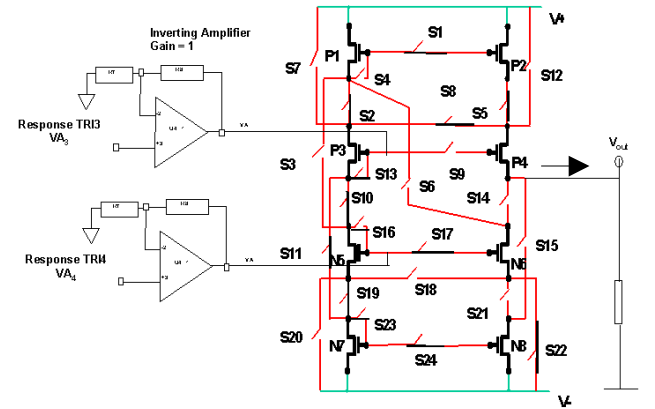 Inverting Amplifier
Gain = 1
V+
S1
P1
P2
S7
S4
S12
S8
S2
S5
Response TRI3
VA3
VA
P3
P4
Vout
S3
S13
S9
S6
S14
S10
S16
S17
S15
S11
Response TRI4
VA4
VA
N5
N6
S18
S19
S21
S20
S23
N7
N8
S24
S22
V-